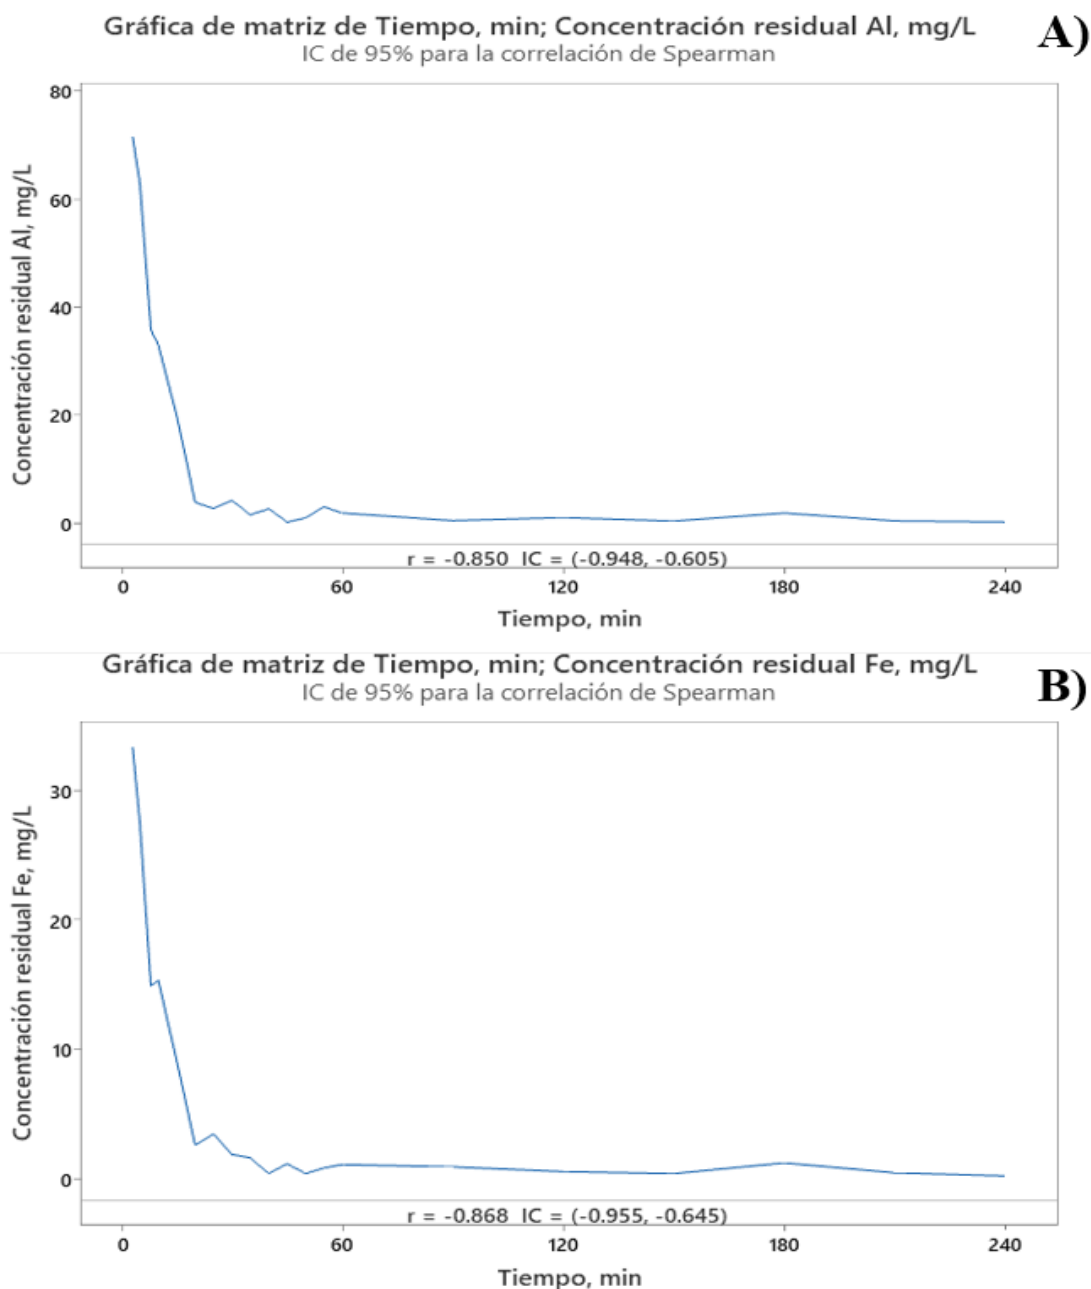 Gráfica de matriz de Tiempo, min; Concentración residual Al, mg/L
A)
IC de 95% para la correlación de Spearman
80
60
40
20
0
Concentración residual Al, mg/L
r = -0.850 IC = (-0.948, -0.605)
0 60 120 180 240
Tiempo, min
Gráfica de matriz de Tiempo, min; Concentración residual Fe, mg/L
B)
IC de 95% para la correlación de Spearman
30
20
10
0
Concentración residual Fe, mg/L
r = -0.868 IC = (-0.955, -0.645)
0 60 120 180 240
Tiempo, min